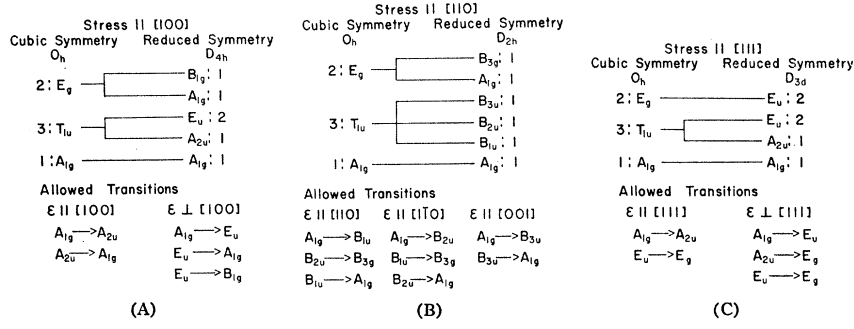 Stress || [100]
Cubic Symmetry Reduced Symmetry
O_h D_4h
2: E_g
B_1g: 1
A_1g: 1
3: T_1u
E_u: 2
A_2u: 1
1: A_1g A_1g: 1
Allowed Transitions
Ɛ || [100] Ɛ ⊥ [100]
A_1g→A_2u A_1g→E_u
A_2u→A_1g E_u→A_1g
E_u→B_1g
(A)
Stress || [110]
Cubic Symmetry Reduced Symmetry
O_h D_2h
2: E_g
B_3g: 1
A_1g: 1
3: T_1u
B_3u: 1
B_2u: 1
B_1u: 1
1: A_1g A_1g: 1
Allowed Transitions
Ɛ || [110] Ɛ || [11̄0] Ɛ || [001]
A_1g→B_1u A_1g→B_2u A_1g→B_3u
B_2u→B_3g B_1u→B_3g B_3u→A_1g
B_1u→A_1g B_2u→A_1g
(B)
Stress || [111]
Cubic Symmetry Reduced Symmetry
O_h D_3d
2: E_g E_u: 2
3: T_1u
E_u: 2
A_2u: 1
1: A_1g A_1g: 1
Allowed Transitions
Ɛ || [111] Ɛ ⊥ [111]
A_1g→A_2u A_1g→E_u
E_u→E_g A_2u→E_g
E_u→E_g
(C)